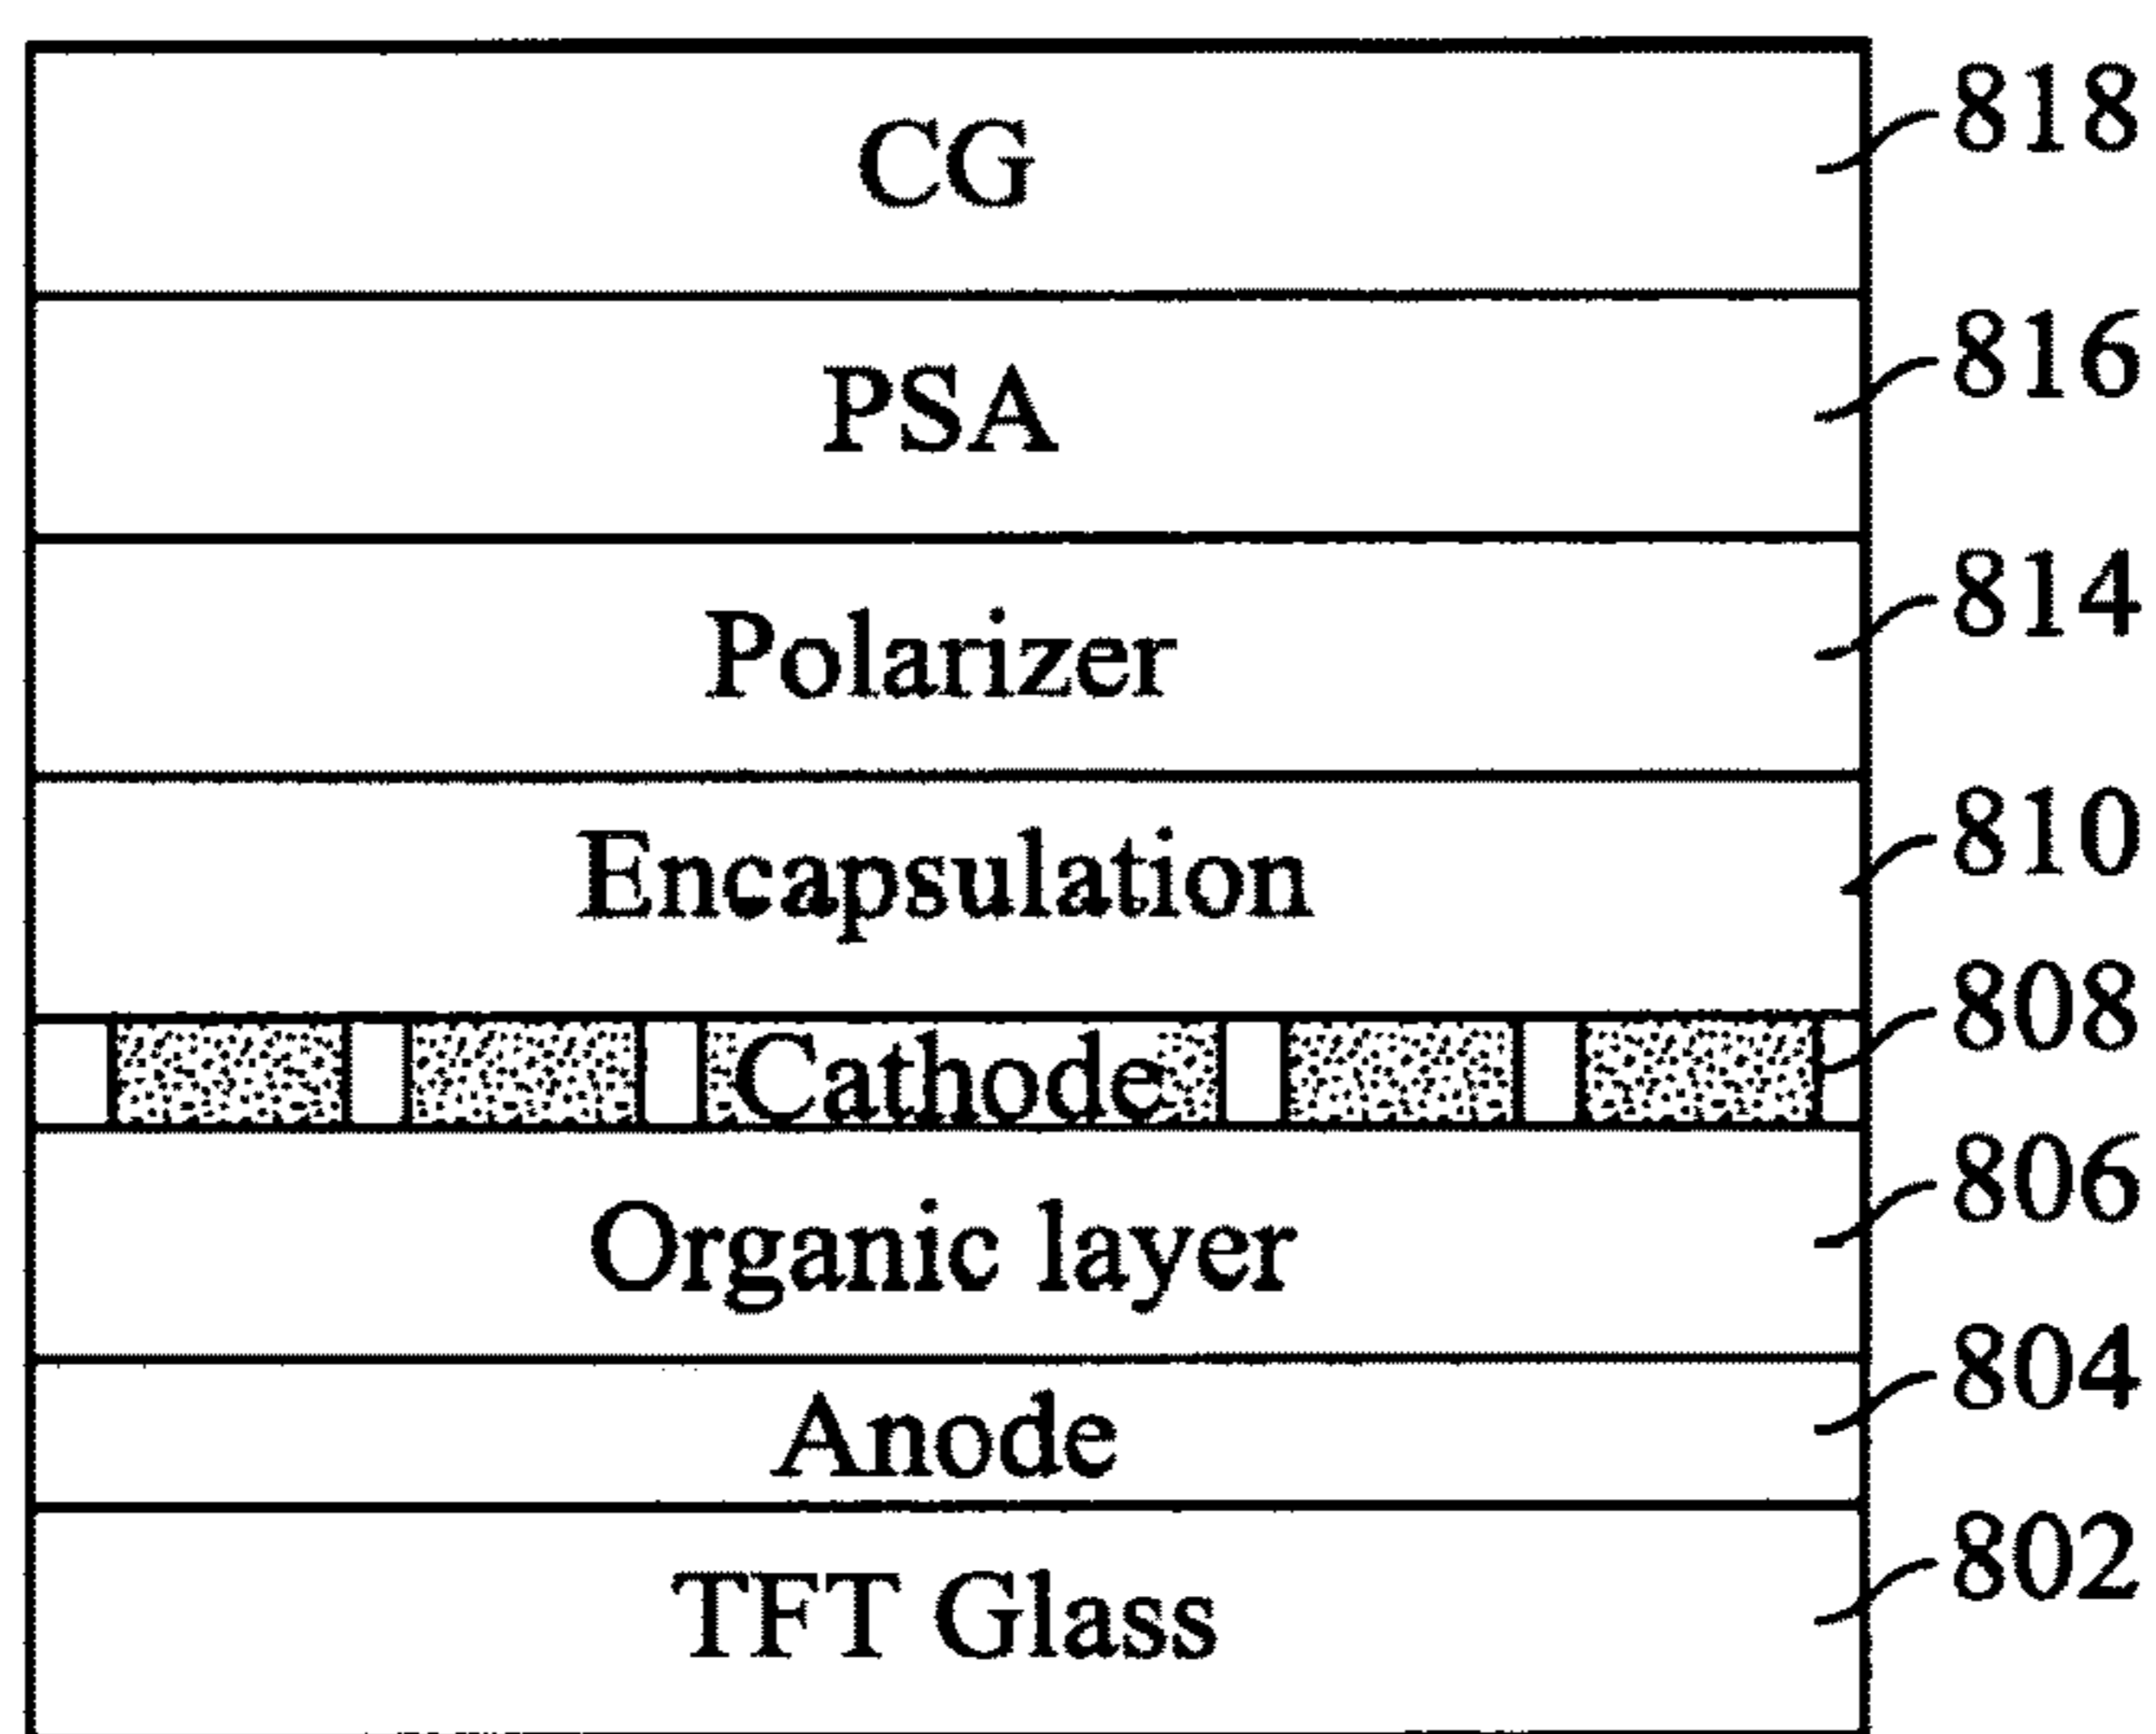 CG 818
PSA 816
Polarizer 814
Encapsulation 810
Cathode 808
Organic layer 806
Anode 804
TFT Glass 802